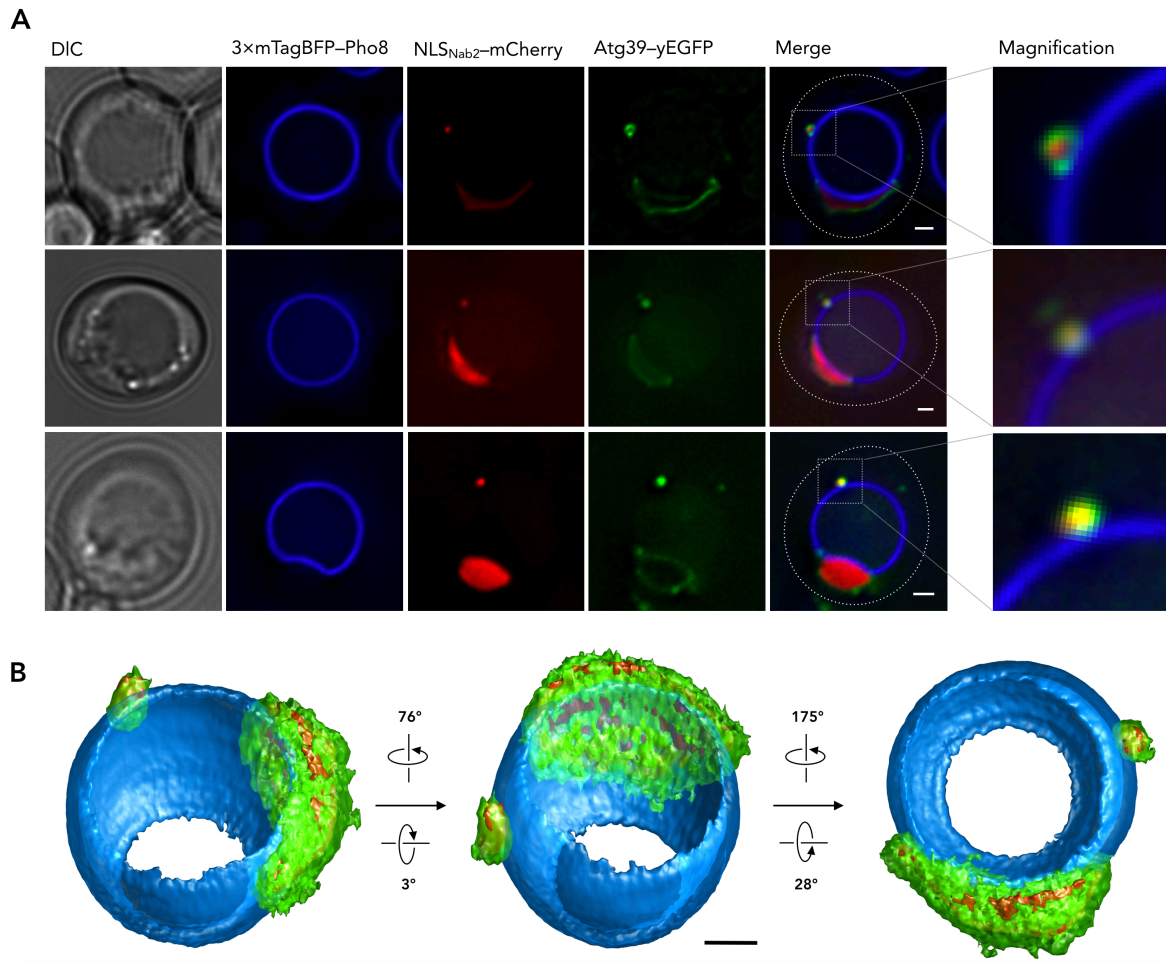 A
DIC
3×mTagBFP–Pho8
NLSNab2–mCherry
Atg39–yEGFP
Merge
Magnification
B
76°
3°
175°
28°